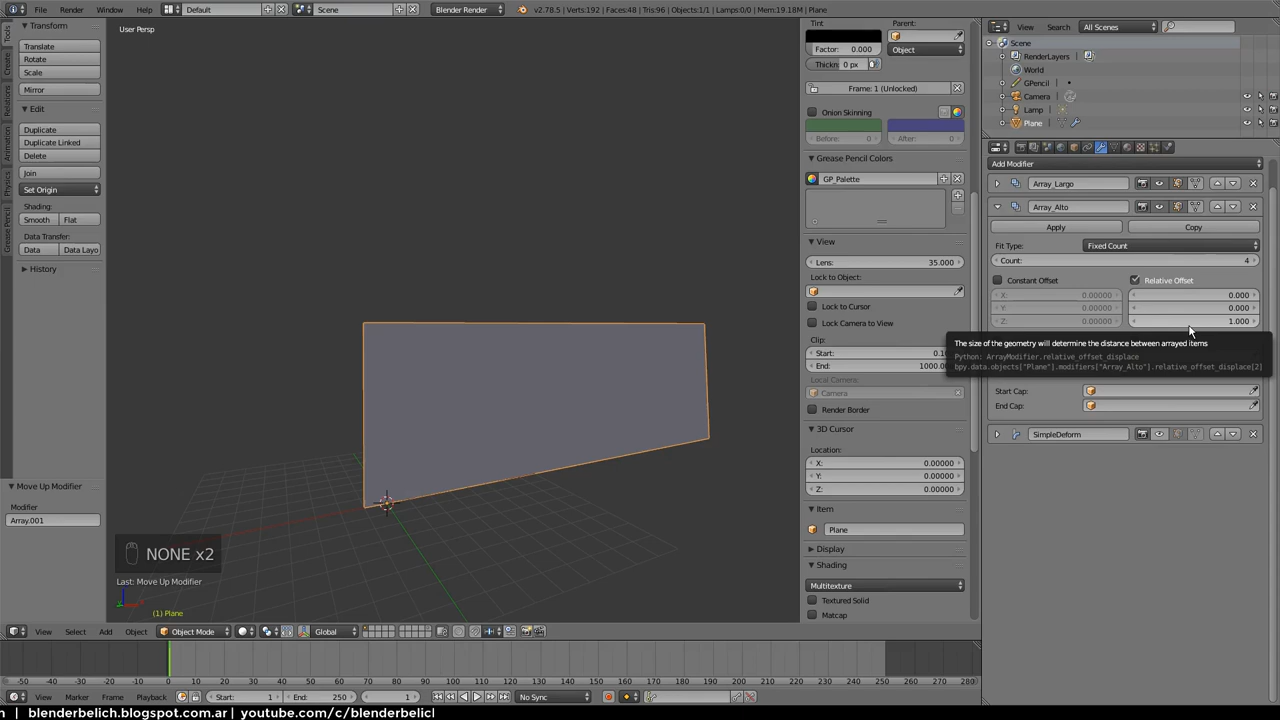 File Render Window Help Default Scene Blender Render v2.78.5 | Verts:192 | Faces:48 | Tris:96 | Objects:1/1 | Lamps:0/0 | Mem:19.18M | Plane
Tools
Create
Relations
Animation
Physics
Grease Pencil
Transform
Translate
Rotate
Scale
Mirror
Edit
Duplicate
Duplicate Linked
Delete
Join
Set Origin
Shading:
Smooth Flat
Data Transfer:
Data Data Layo
History
Move Up Modifier
Modifier
Array.001
User Persp
NONE x2
Last: Move Up Modifier
(1) Plane
Tint
Parent:
Factor: 0.000
Object
Thickn: 0 px
Frame: 1 (Unlocked)
Onion Skinning
Before: 0 After: 0
Grease Pencil Colors
GP_Palette
View
Lens: 35.000
Lock to Object:
Lock to Cursor
Lock Camera to View
Clip:
Start: 0.10
End: 1000.00
Local Camera:
Camera
Render Border
3D Cursor
Location:
X: 0.00000
Y: 0.00000
Z: 0.00000
Item
Plane
Display
Shading
Multitexture
Textured Solid
Matcap
View Search All Scenes
Scene
RenderLayers
World
GPencil
Camera
Lamp
Plane
Add Modifier
Array_Largo
Array_Alto
Apply Copy
Fit Type: Fixed Count
Count: 4
Constant Offset Relative Offset
X: 0.00000 0.000
Y: 0.00000 0.000
Z: 0.00000 1.000
The size of the geometry will determine the distance between arrayed items
Python: ArrayModifier.relative_offset_displace
bpy.data.objects["Plane"].modifiers["Array_Alto"].relative_offset_displace[2]
Start Cap:
End Cap:
SimpleDeform
View Select Add Object Object Mode Global
-50 -40 -30 -20 -10 0 10 20 30 40 50 60 70 80 90 100 110 120 130 140 150 160 170 180 190 200 210 220 230 240 250 260 270 280
View Marker Frame Playback Start: 1 End: 250 1 No Sync
| blenderbelich.blogspot.com.ar | youtube.com/c/blenderbelicl